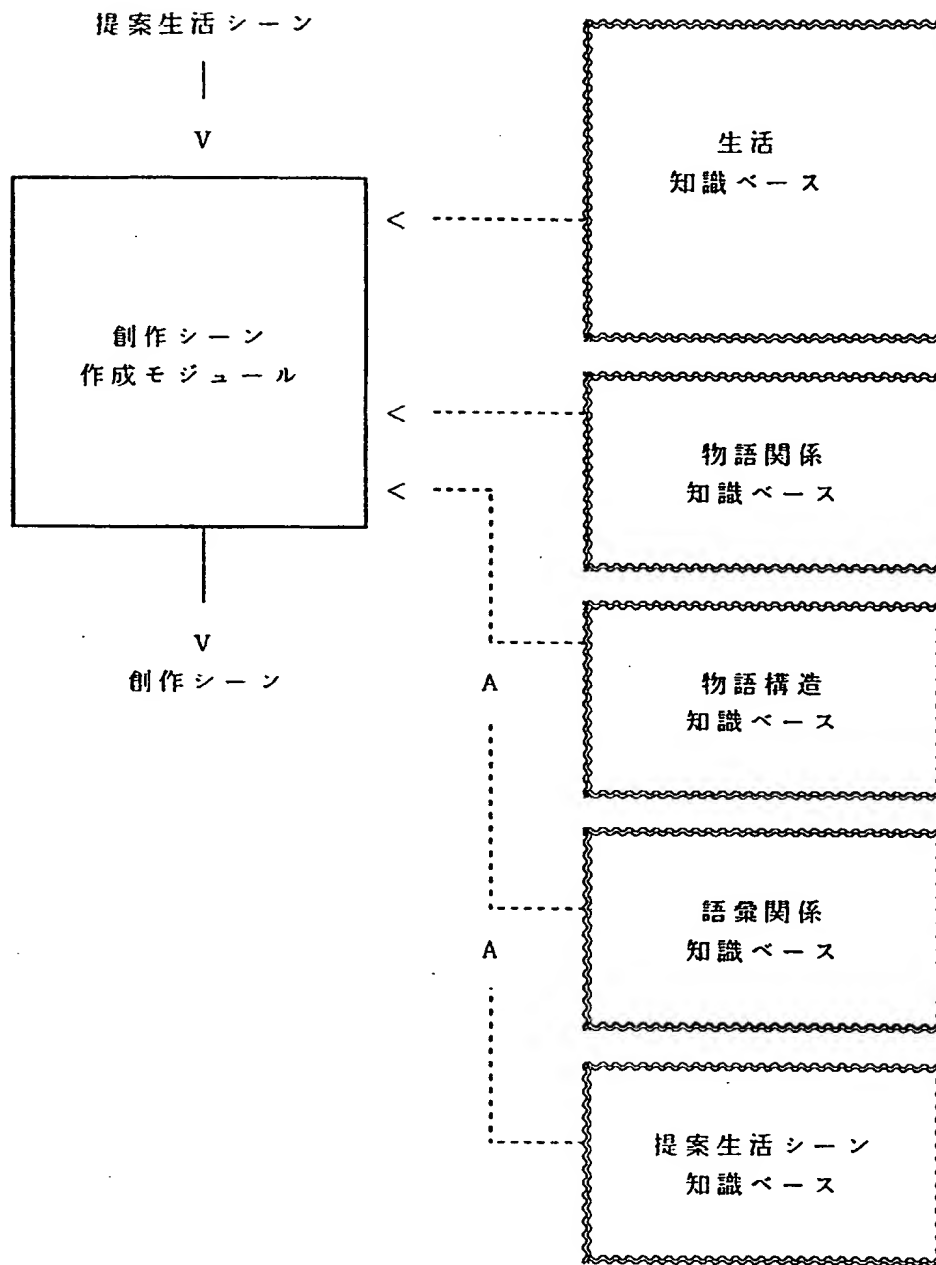 提案生活シーン
V
創作シーン
作成モジュール
V
創作シーン
<
<
<
A
A
生活
知識ベース
物語関係
知識ベース
物語構造
知識ベース
語彙関係
知識ベース
提案生活シーン
知識ベース